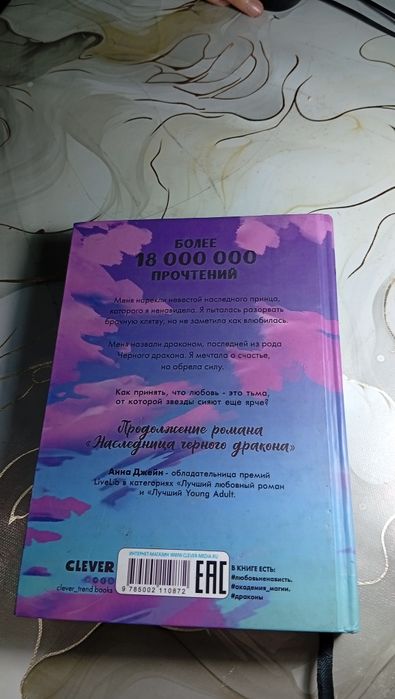 БОЛЕЕ
18 000 000
ПРОЧТЕНИЙ
Меня нарекли невестой наследного принца,
которого я ненавидела. Я пыталась разорвать
брачную клятву, но не заметила как влюбилась.
Меня назвали драконом, последней из рода
Черного дракона. Я мечтала о счастье,
но обрела силу.
Как принять, что любовь - это тьма,
от которой звезды сияют еще ярче?
Продолжение романа
«Наследница черного дракона»
Анна Джейн - обладательница премий
LiveLib в категориях «Лучший любовный роман
и «Лучший Young Adult.
CLEVER
clever_trend.books
ИНТЕРНЕТ-МАГАЗИН WWW.CLEVER-MEDIA.RU
9 785002 110872
EAC
В КНИГЕ ЕСТЬ:
#любовьненависть.
#академия_магии.
#драконы